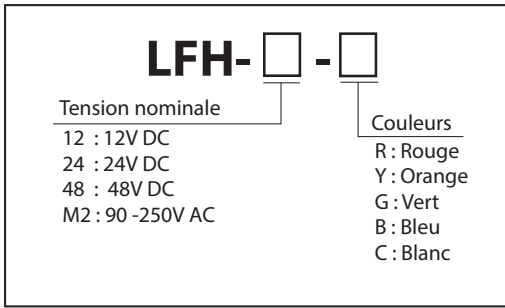 LFH-□ -□
Tension nominale
12 : 12V DC
24 : 24V DC
48 : 48V DC
M2 : 90 -250V AC
Couleurs
R : Rouge
Y : Orange
G : Vert
B : Bleu
C : Blanc